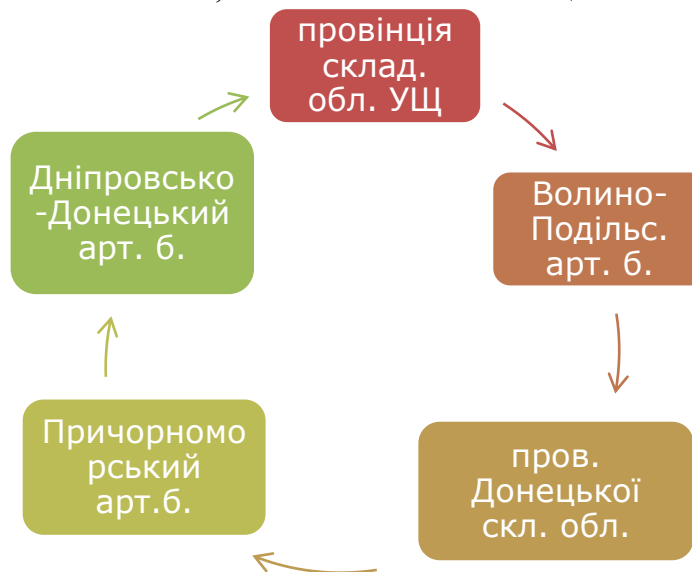 провінція
склад.
обл. УЩ
Волино-
Подільс.
арт. б.
пров.
Донецької
скл. обл.
Причорномо
рський
арт.б.
Дніпровсько
-Донецький
арт. б.